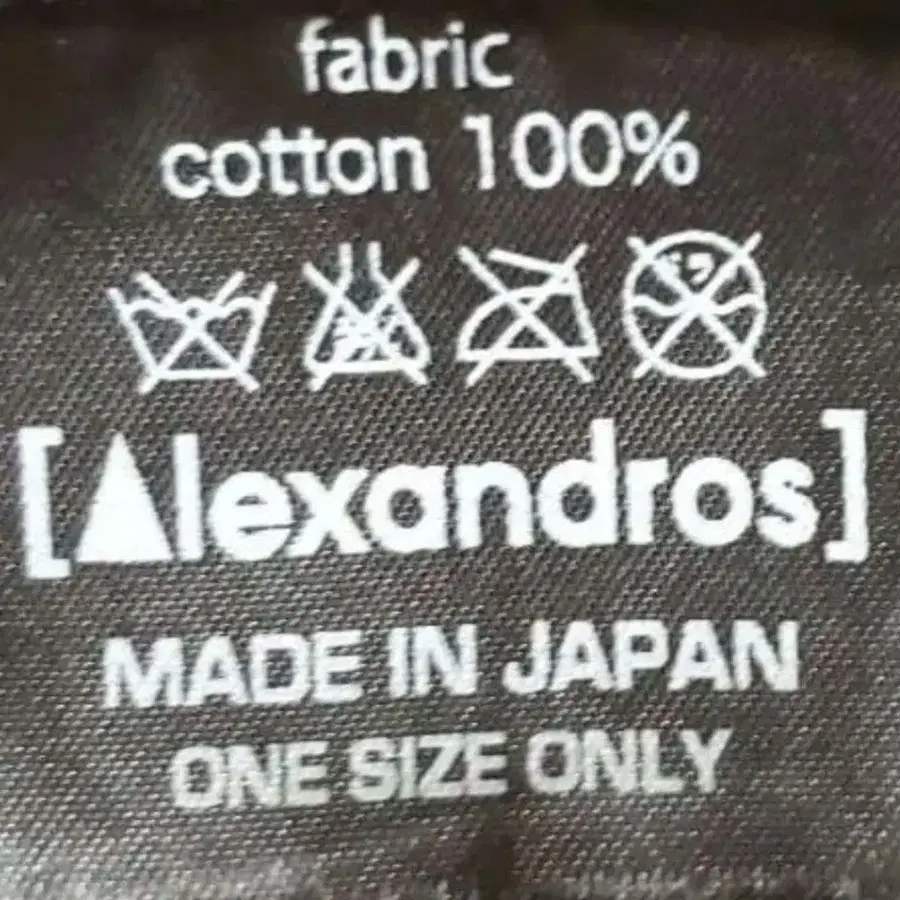 fabric
cotton 100%
[Alexandros]
MADE IN JAPAN
ONE SIZE ONLY